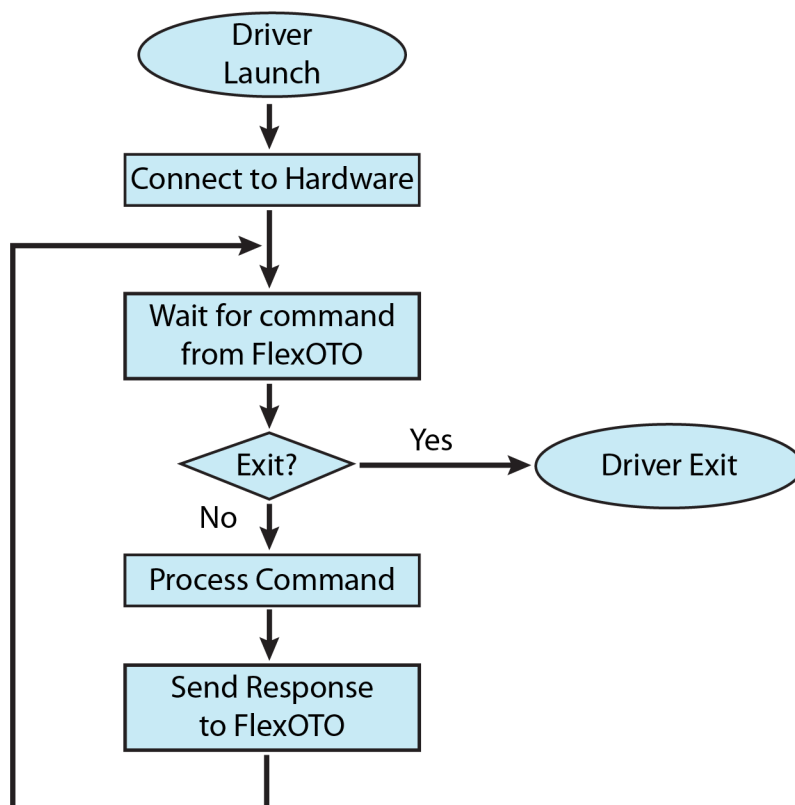 Driver
Launch
Connect to Hardware
Wait for command
from FlexOTO
Exit?
Yes
Driver Exit
No
Process Command
Send Response
to FlexOTO